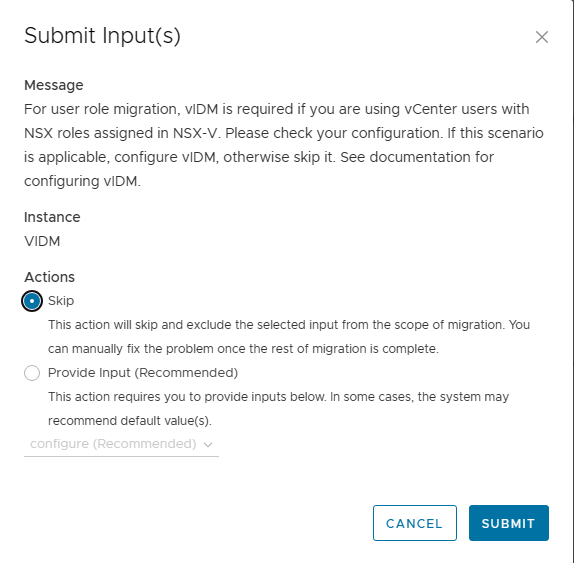 Submit Input(s)
Message
For user role migration, vIDM is required if you are using vCenter users with
NSX roles assigned in NSX-V. Please check your configuration. If this scenario
is applicable, configure vIDM, otherwise skip it. See documentation for
configuring vIDM.
Instance
VIDM
Actions
Skip
This action will skip and exclude the selected input from the scope of migration. You
can manually fix the problem once the rest of migration is complete.
Provide Input (Recommended)
This action requires you to provide inputs below. In some cases, the system may
recommend default value(s).
configure (Recommended)
CANCEL SUBMIT